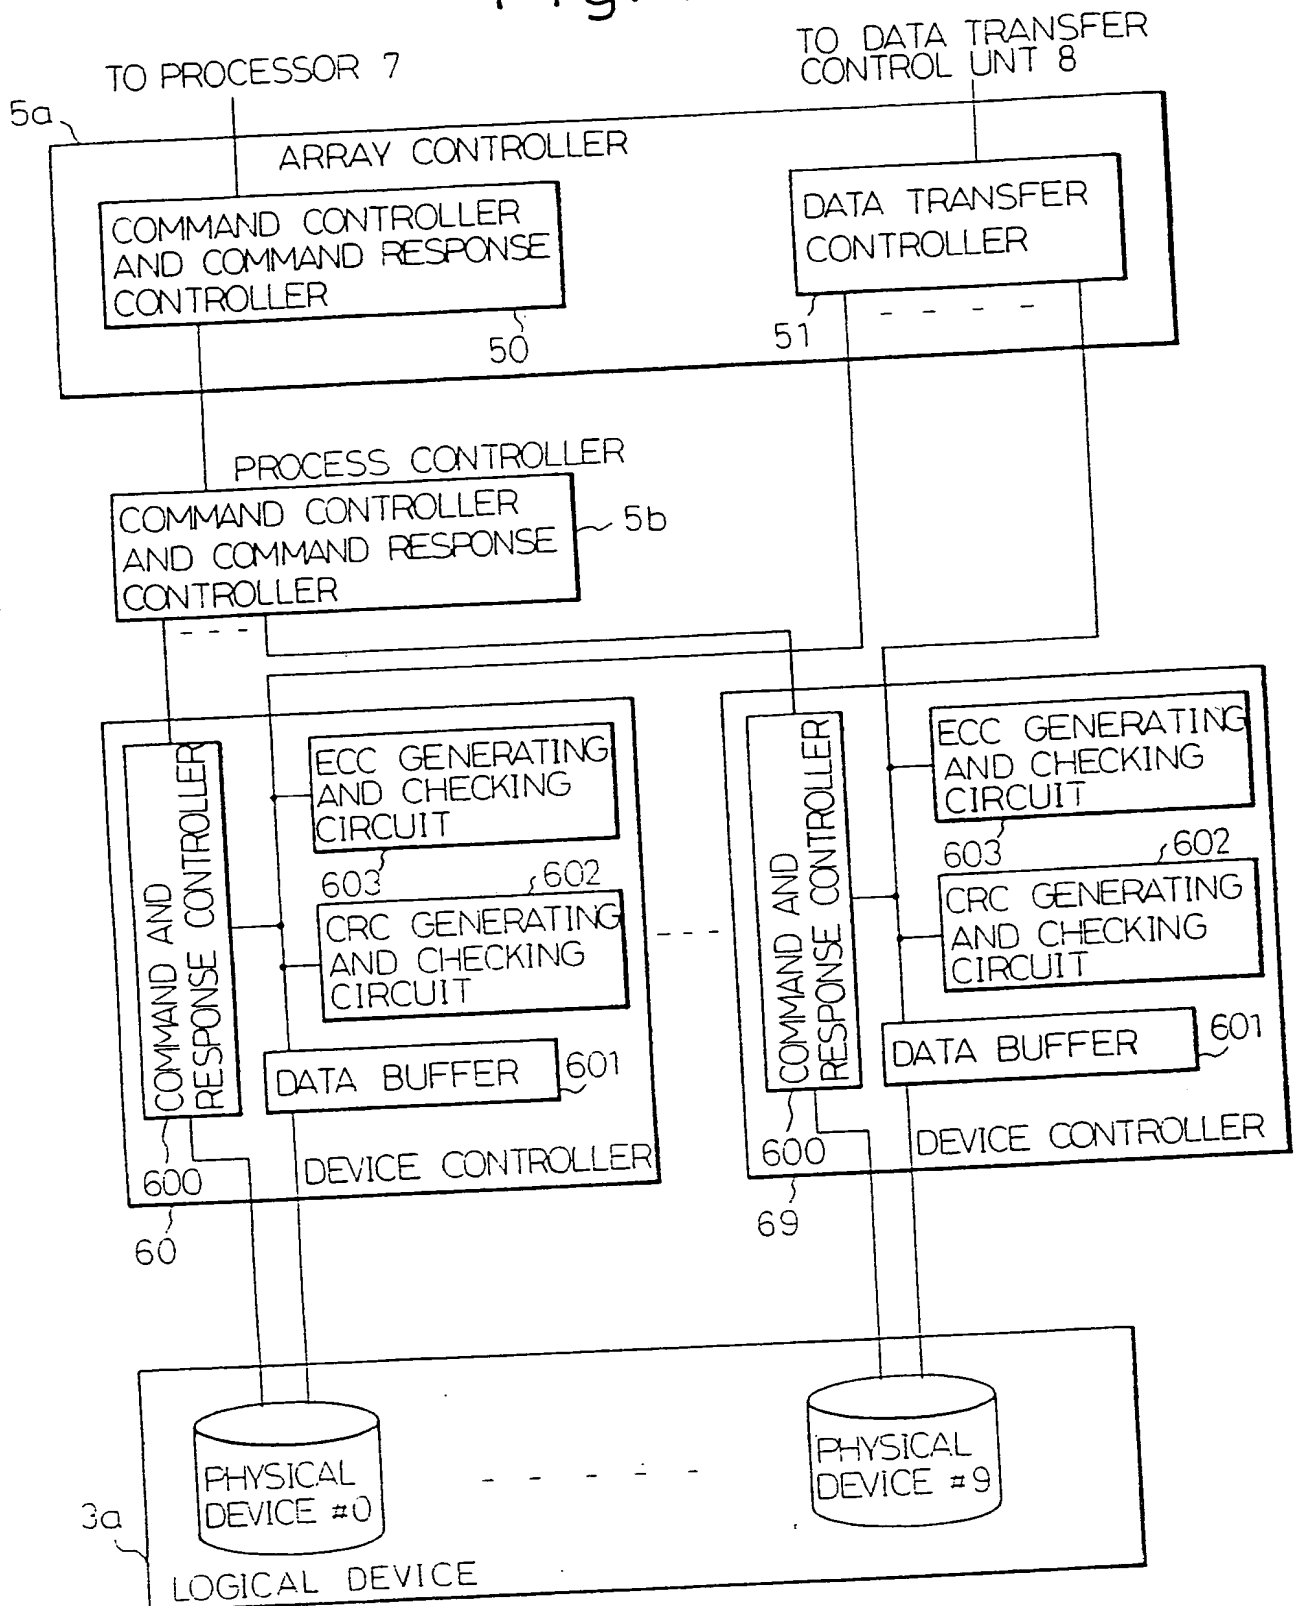 Fig.
TO PROCESSOR 7
TO DATA TRANSFER
CONTROL UNT 8
5a
ARRAY CONTROLLER
COMMAND CONTROLLER
AND COMMAND RESPONSE
CONTROLLER
50
DATA TRANSFER
CONTROLLER
51
PROCESS CONTROLLER
COMMAND CONTROLLER
AND COMMAND RESPONSE
CONTROLLER
5b
COMMAND AND
RESPONSE CONTROLLER
ECC GENERATING
AND CHECKING
CIRCUIT
603
602
CRC GENERATING
AND CHECKING
CIRCUIT
DATA BUFFER
601
600
DEVICE CONTROLLER
60
COMMAND AND
RESPONSE CONTROLLER
ECC GENERATING
AND CHECKING
CIRCUIT
603
602
CRC GENERATING
AND CHECKING
CIRCUIT
DATA BUFFER
601
600
DEVICE CONTROLLER
69
PHYSICAL
DEVICE #0
PHYSICAL
DEVICE #9
3a
LOGICAL DEVICE